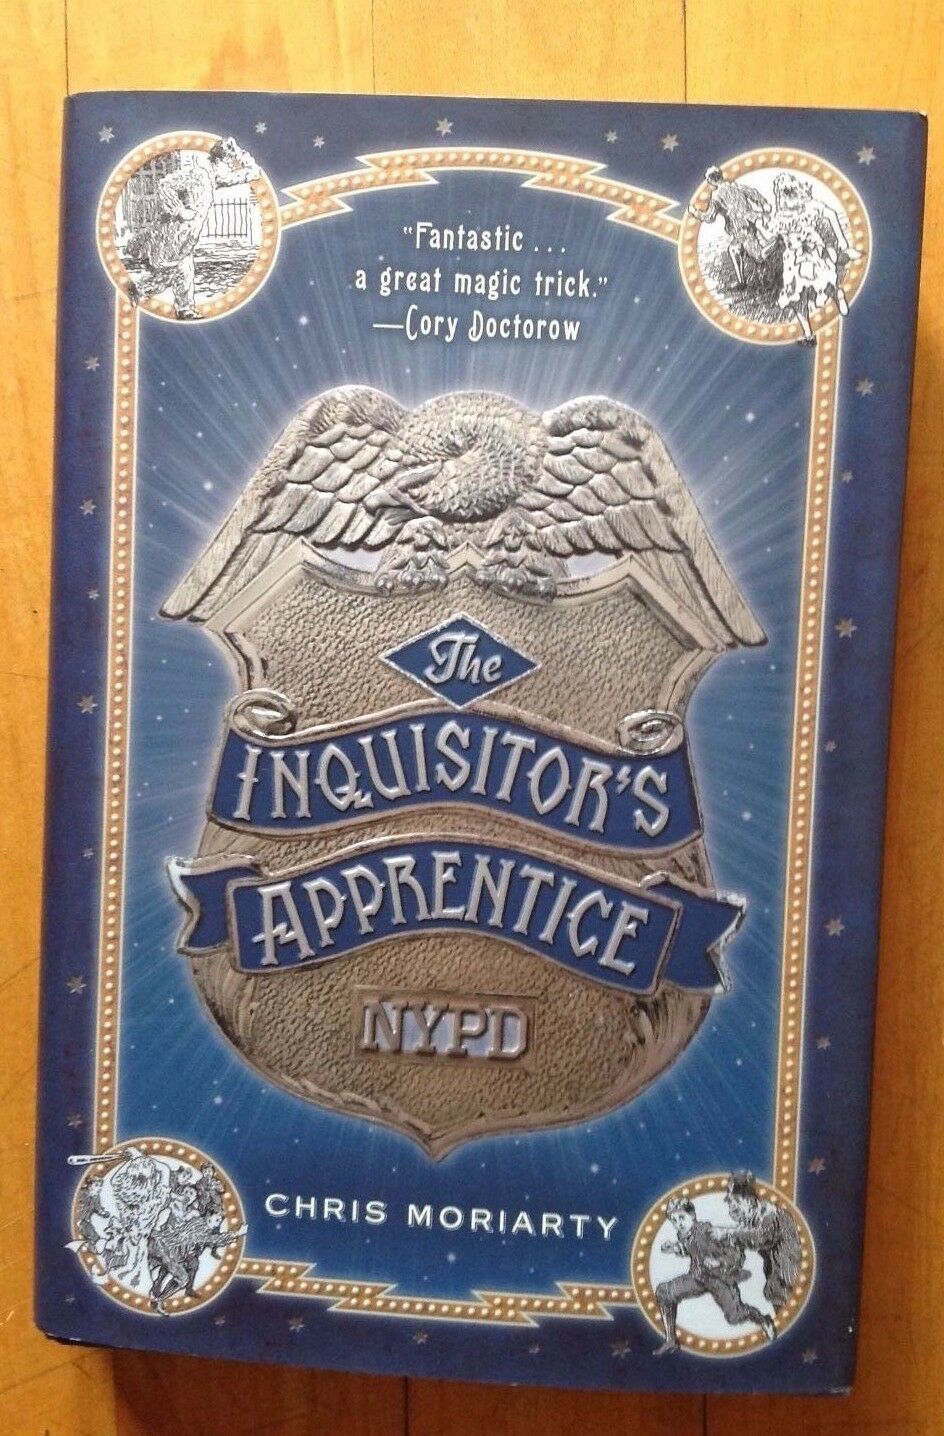 "Fantastic . . .
a great magic trick."
—Cory Doctorow
The
INQUISITOR'S
APPRENTICE
NYPD
CHRIS MORIARTY